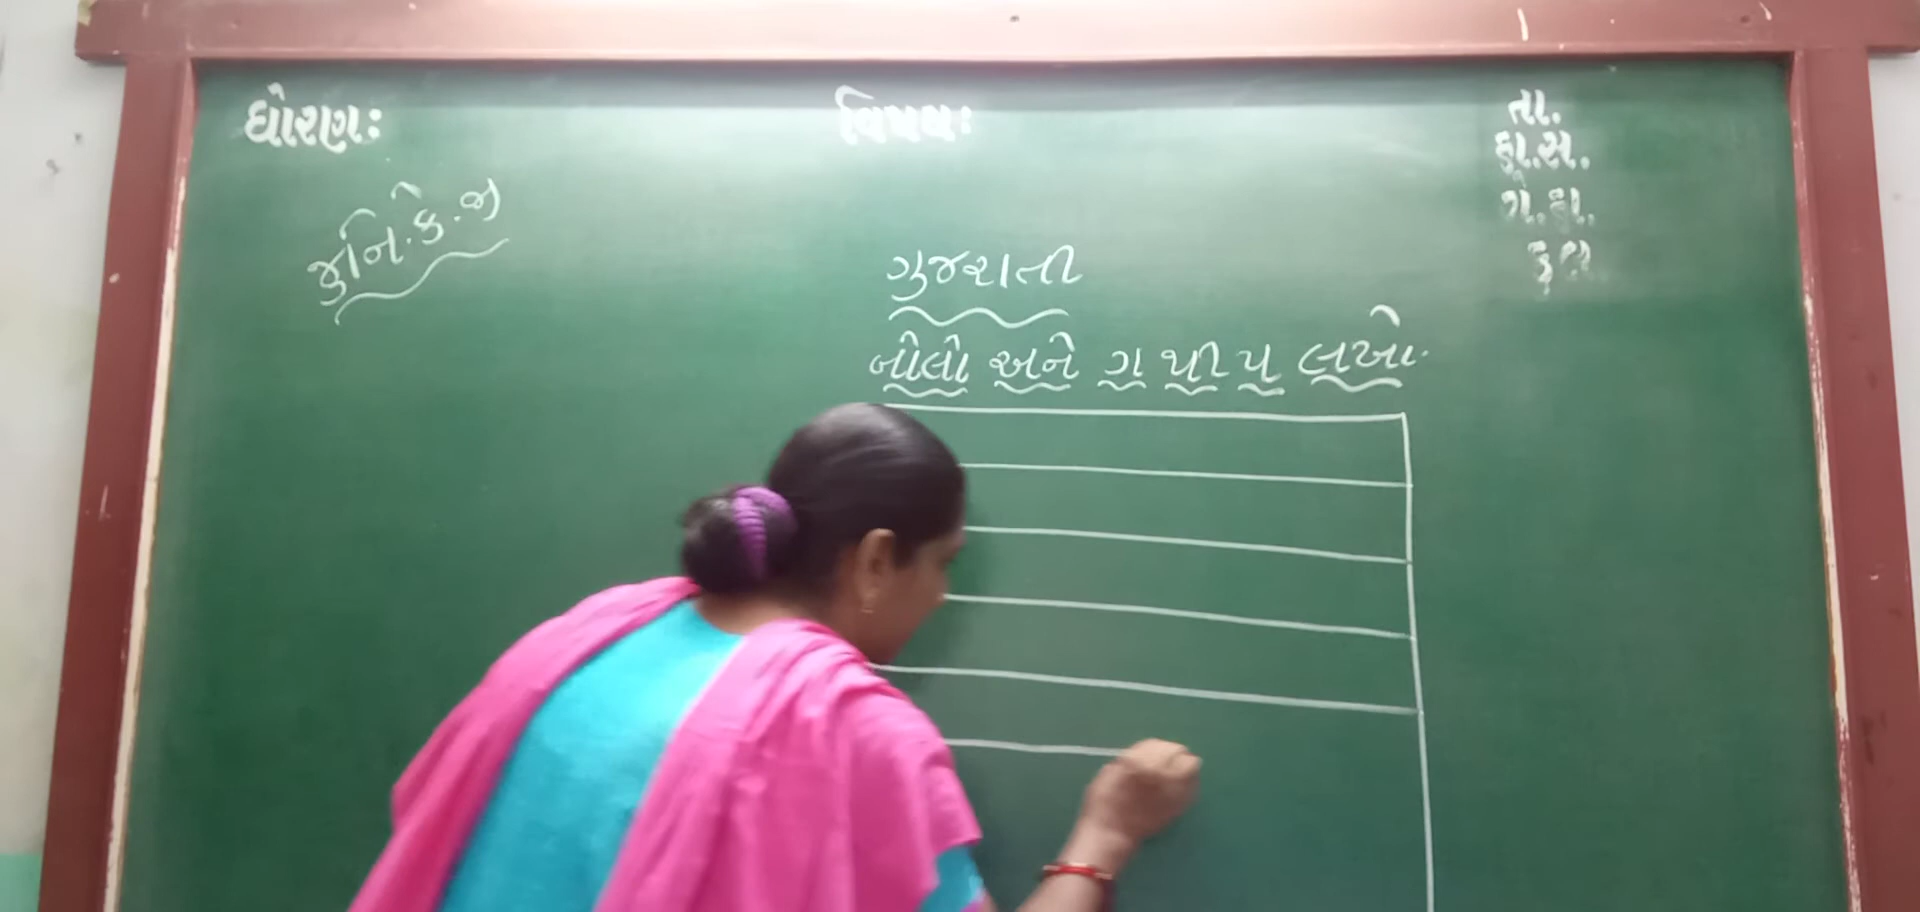 ધોરણ:
વિષય:
તા.
કુ.સં.
ગે.હા.
કુલ
જુનિ.કે.જી
ગુજરાતી
બોલો અને ગ થી પ લખો.